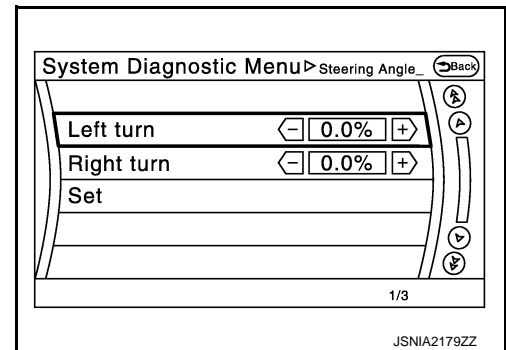 System Diagnostic Menu▷Steering Angle_ Back
Left turn - 0.0% +
Right turn - 0.0% +
Set
1/3
JSNIA2179ZZ